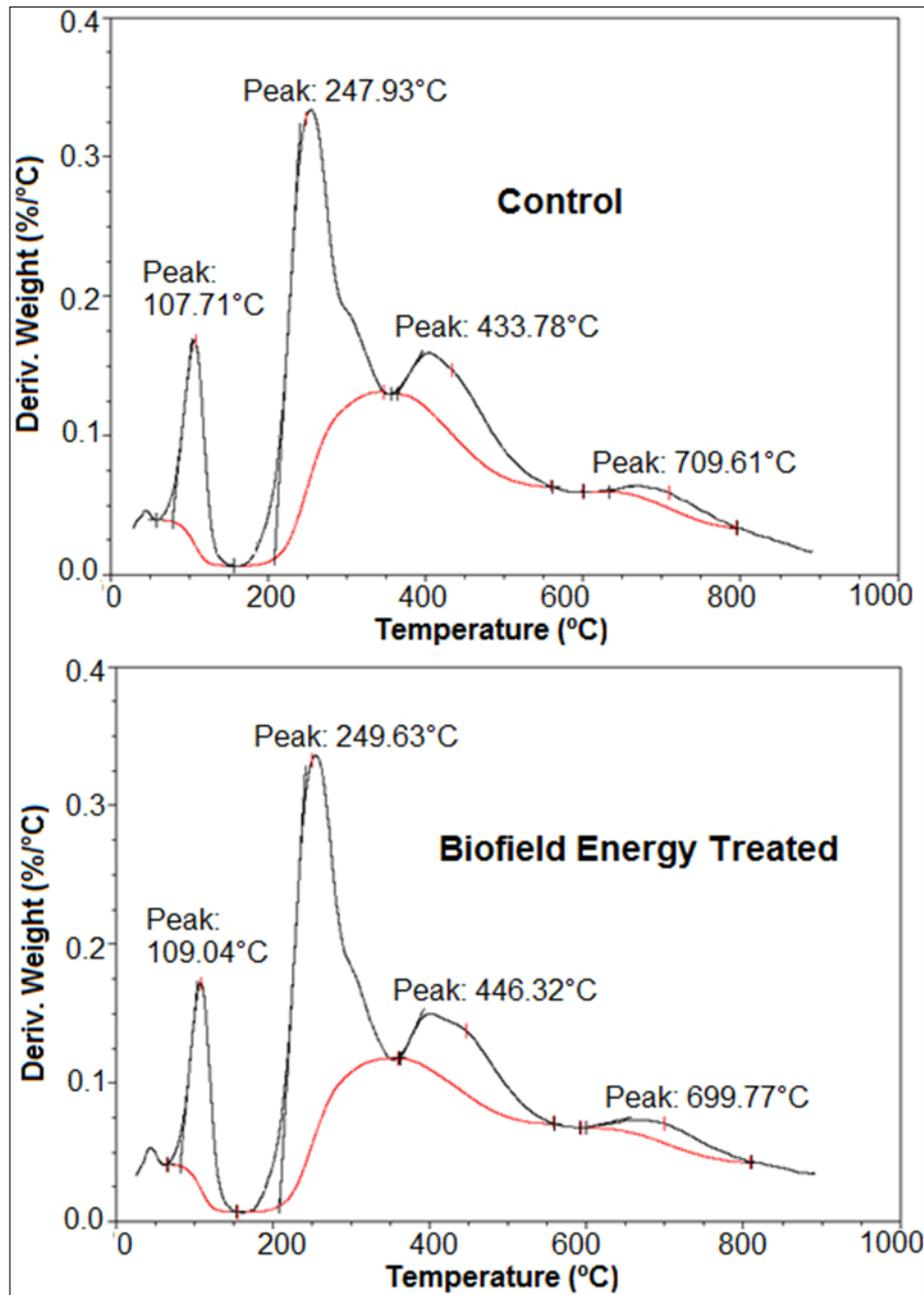 0.4
Peak: 247.93°C
0.3
Control
Peak:
107.71°C
0.2
Peak: 433.78°C
0.1
Peak: 709.61°C
0.0
0 200 400 600 800 1000
Deriv. Weight (%/°C)
Temperature (ºC)
0.4
Peak: 249.63°C
0.3
Biofield Energy Treated
Peak:
109.04°C
0.2
Peak: 446.32°C
0.1
Peak: 699.77°C
0.0
0 200 400 600 800 1000
Deriv. Weight (%/°C)
Temperature (ºC)